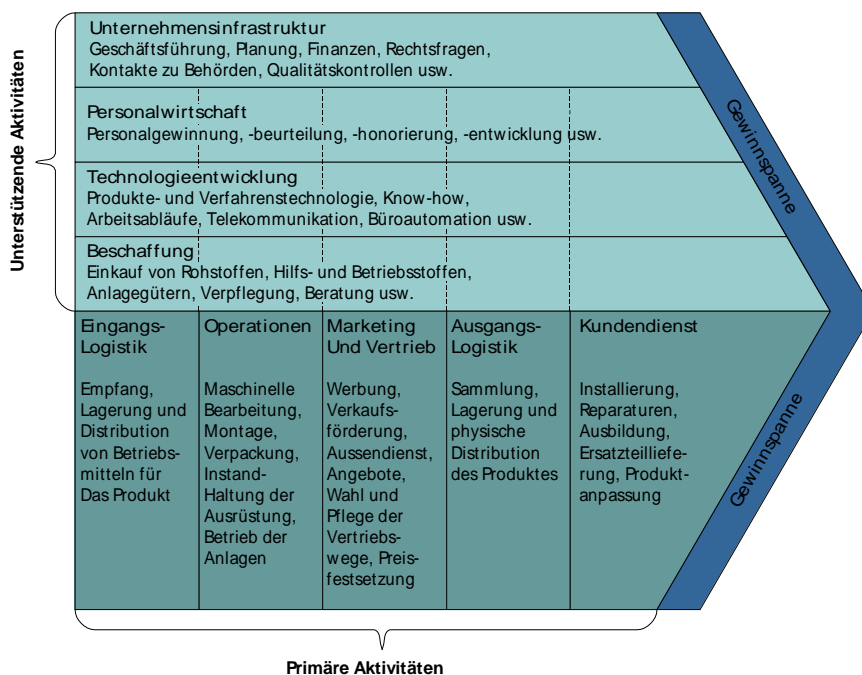 Unternehmensinfrastruktur
Geschäftsführung, Planung, Finanzen, Rechtsfragen,
Kontakte zu Behörden, Qualitätskontrollen usw.
Personalwirtschaft
Personalgewinnung, -beurteilung, -honorierung, -entwicklung usw.
Technologieentwicklung
Produkte- und Verfahrenstechnologie, Know-how,
Arbeitsabläufe, Telekommunikation, Büroautomation usw.
Beschaffung
Einkauf von Rohstoffen, Hilfs- und Betriebsstoffen,
Anlagegütern, Verpflegung, Beratung usw.
Unterstützende Aktivitäten
Gewinnspanne
Eingangs-
Logistik
Empfang,
Lagerung und
Distribution
von Betriebs-
mitteln für
Das Produkt
Operationen
Maschinelle
Bearbeitung,
Montage,
Verpackung,
Instand-
Haltung der
Ausrüstung,
Betrieb der
Anlagen
Marketing
Und Vertrieb
Werbung,
Verkaufs-
förderung,
Aussendienst,
Angebote,
Wahl und
Pflege der
Vertriebs-
wege, Preis-
festsetzung
Ausgangs-
Logistik
Sammlung,
Lagerung und
physische
Distribution
des Produktes
Kundendienst
Installierung,
Reparaturen,
Ausbildung,
Ersatzteilliefe-
rung, Produkt-
anpassung
Gewinnspanne
Primäre Aktivitäten